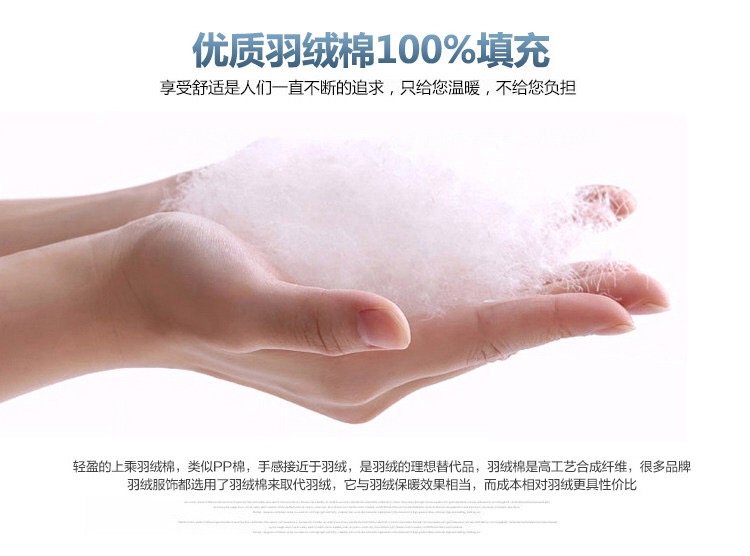 优质羽绒棉100%填充
享受舒适是人们一直不断的追求，只给您温暖，不给您负担
轻盈的上乘羽绒棉，类似PP棉，手感接近于羽绒，是羽绒的理想替代品，羽绒棉是高工艺合成纤维，很多品牌
羽绒服饰都选用了羽绒棉来取代羽绒，它与羽绒保暖效果相当，而成本相对羽绒更具性价比